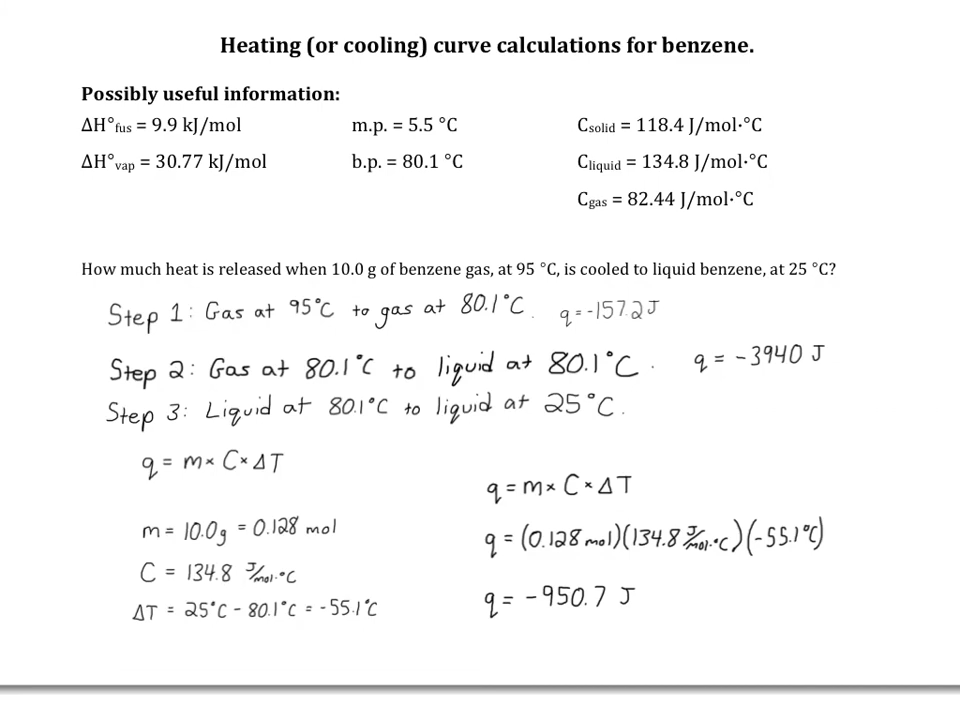 Heating (or cooling) curve calculations for benzene.
Possibly useful information:
ΔH°fus = 9.9 kJ/mol m.p. = 5.5 °C Csolid = 118.4 J/mol·°C
ΔH°vap = 30.77 kJ/mol b.p. = 80.1 °C Cliquid = 134.8 J/mol·°C
Cgas = 82.44 J/mol·°C
How much heat is released when 10.0 g of benzene gas, at 95 °C, is cooled to liquid benzene, at 25 °C?
Step 1: Gas at 95°C to gas at 80.1°C. q = -157.2 J
Step 2: Gas at 80.1°C to liquid at 80.1°C. q = -3940 J
Step 3: Liquid at 80.1°C to liquid at 25°C.
q = m × C × ΔT
m = 10.0g = 0.128 mol
C = 134.8 J/mol·°C
ΔT = 25°C - 80.1°C = -55.1°C
q = m × C × ΔT
q = (0.128 mol)(134.8 J/mol·°C)(-55.1°C)
q = -950.7 J